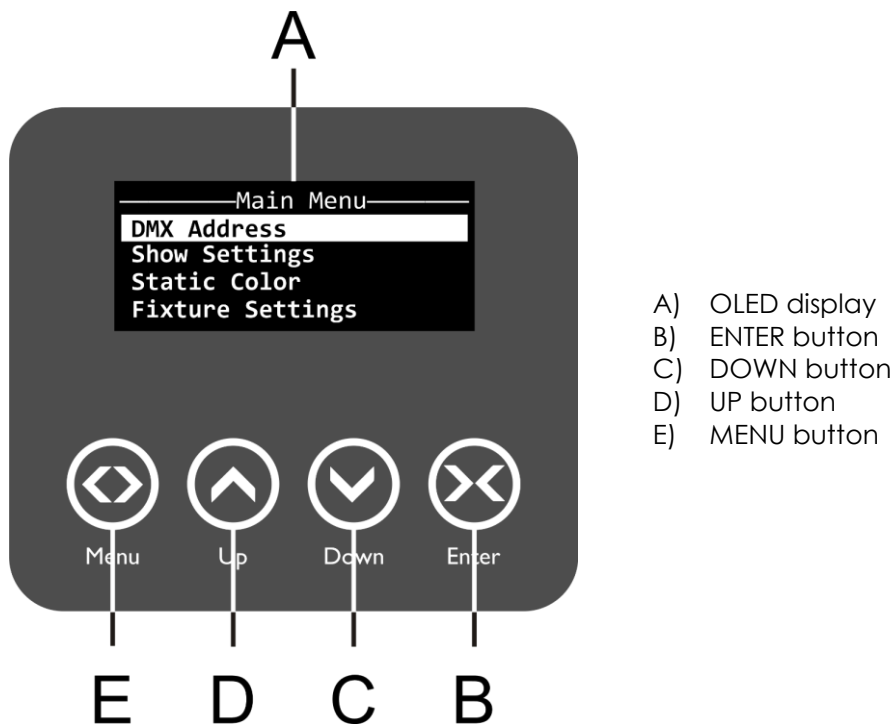 A
Main Menu
DMX Address
Show Settings
Static Color
Fixture Settings
Menu Up Down Enter
E D C B
A) OLED display
B) ENTER button
C) DOWN button
D) UP button
E) MENU button